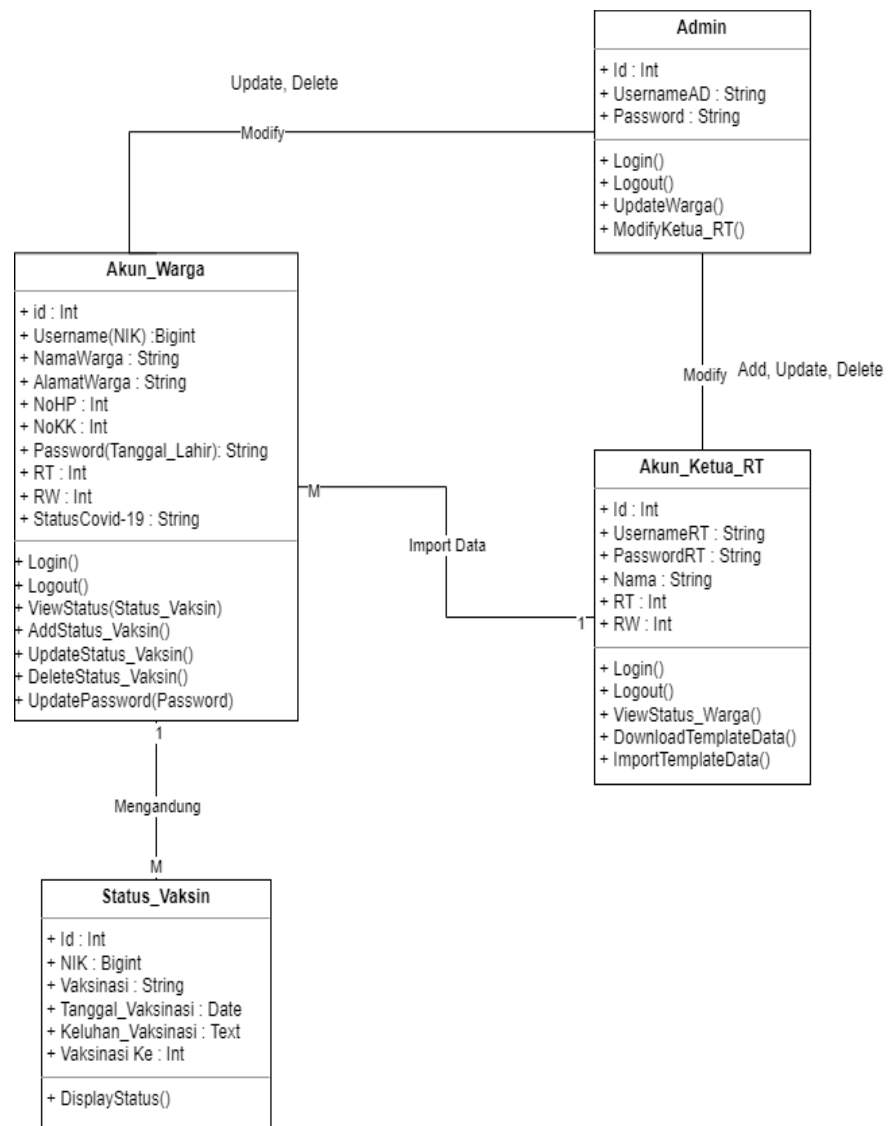 Admin
+ Id : Int
+ UsernameAD : String
+ Password : String
+ Login()
+ Logout()
+ UpdateWarga()
+ ModifyKetua_RT()
Update, Delete
Modify
Akun_Warga
+ id : Int
+ Username(NIK) :Bigint
+ NamaWarga : String
+ AlamatWarga : String
+ NoHP : Int
+ NoKK : Int
+ Password(Tanggal_Lahir): String
+ RT : Int
+ RW : Int
+ StatusCovid-19 : String
+ Login()
+ Logout()
+ ViewStatus(Status_Vaksin)
+ AddStatus_Vaksin()
+ UpdateStatus_Vaksin()
+ DeleteStatus_Vaksin()
+ UpdatePassword(Password)
Modify
Add, Update, Delete
Akun_Ketua_RT
+ Id : Int
+ UsernameRT : String
+ PasswordRT : String
+ Nama : String
+ RT : Int
+ RW : Int
+ Login()
+ Logout()
+ ViewStatus_Warga()
+ DownloadTemplateData()
+ ImportTemplateData()
M
Import Data
1
1
Mengandung
M
Status_Vaksin
+ Id : Int
+ NIK : Bigint
+ Vaksinasi : String
+ Tanggal_Vaksinasi : Date
+ Keluhan_Vaksinasi : Text
+ Vaksinasi Ke : Int
+ DisplayStatus()